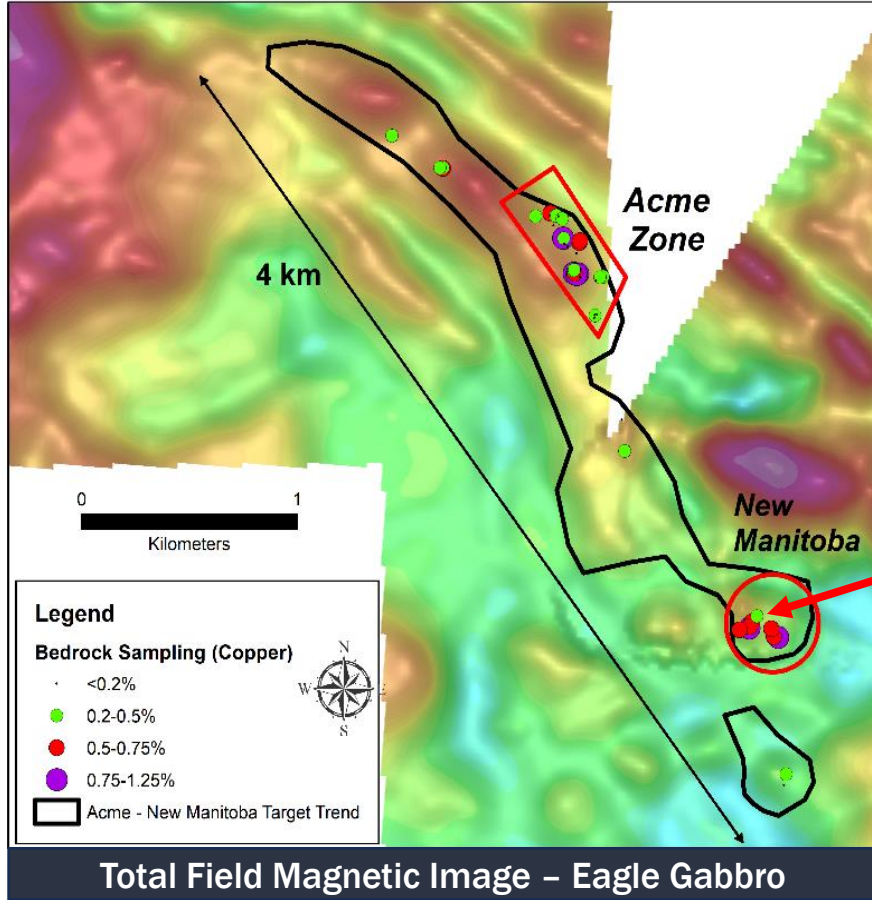 Acme
Zone
4 km
New
Manitoba
0 1
Kilometers
Legend
Bedrock Sampling (Copper)
<0.2%
0.2-0.5%
0.5-0.75%
0.75-1.25%
Acme - New Manitoba Target Trend
N
W
S
Total Field Magnetic Image – Eagle Gabbro